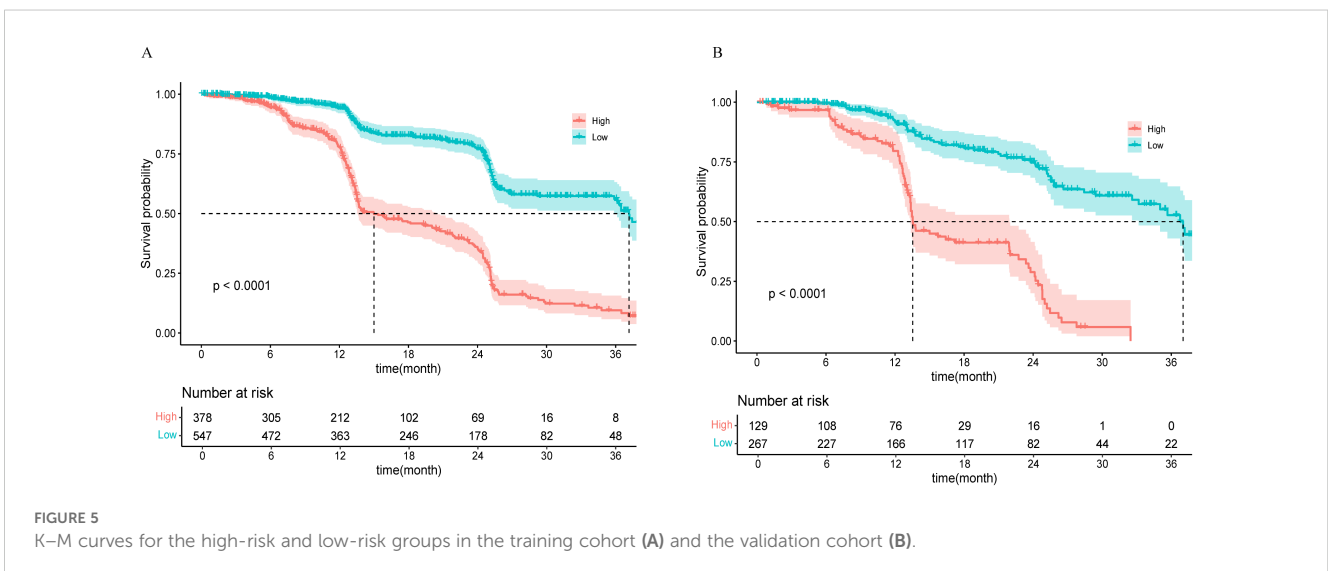 A
1.00
0.75
0.50
0.25
0.00
Survival probability
High
Low
p < 0.0001
0 6 12 18 24 30 36
time(month)
Number at risk
High 378 305 212 102 69 16 8
Low 547 472 363 246 178 82 48
0 6 12 18 24 30 36
time(month)
B
1.00
0.75
0.50
0.25
0.00
Survival probability
High
Low
p < 0.0001
0 6 12 18 24 30 36
time(month)
Number at risk
High 129 108 76 29 16 1 0
Low 267 227 166 117 82 44 22
0 6 12 18 24 30 36
time(month)
FIGURE 5
K–M curves for the high-risk and low-risk groups in the training cohort (A) and the validation cohort (B).